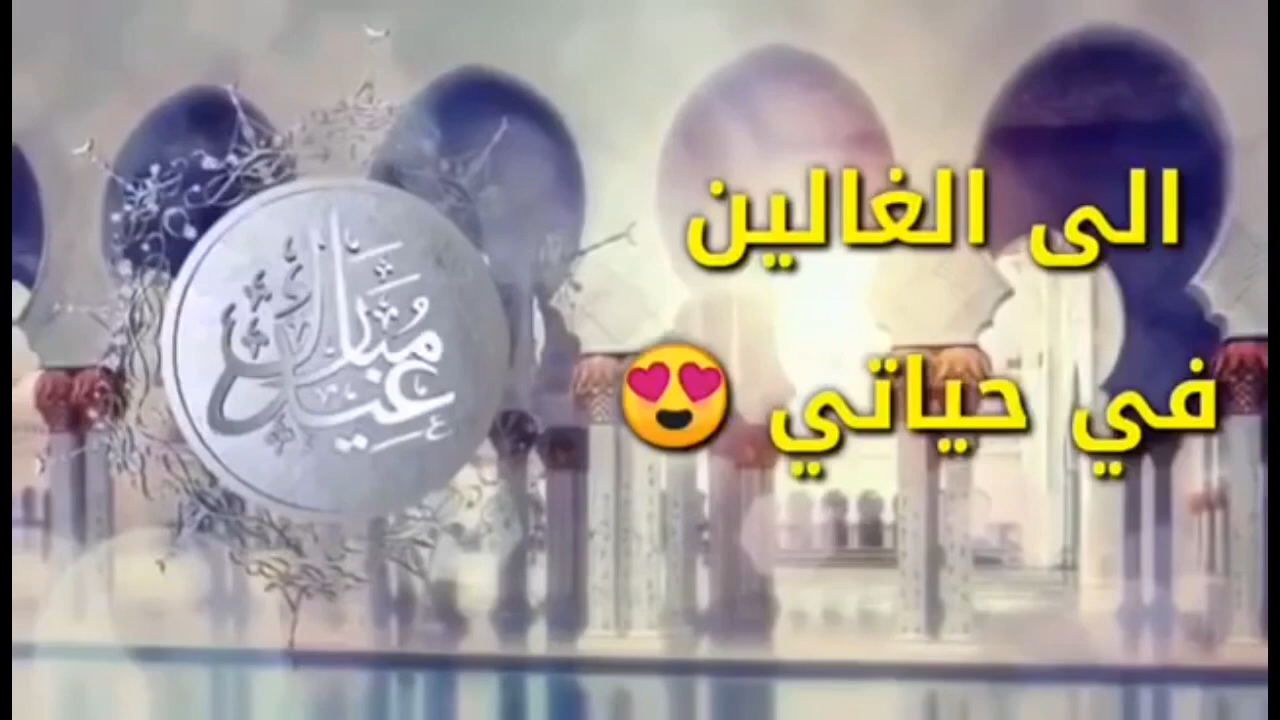 الى الغالين
في حياتي 😍
عيد مبارك